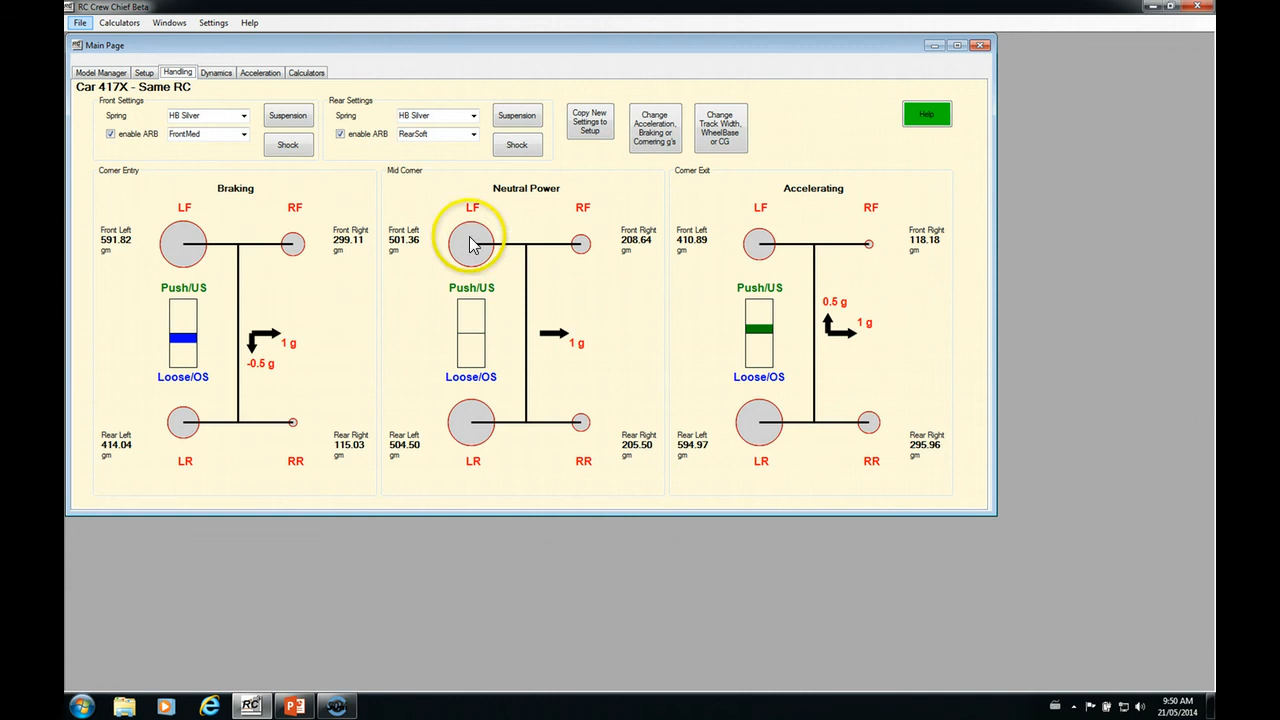 RC Crew Chief Beta
File Calculators Windows Settings Help
Main Page
Model Manager Setup Handling Dynamics Acceleration Calculators
Car 417X - Same RC
Front Settings
Spring HB Silver Suspension
enable ARB FrontMed Shock
Rear Settings
Spring HB Silver Suspension
enable ARB RearSoft Shock
Copy New
Settings to
Setup
Change
Acceleration,
Braking or
Cornering g's
Change
Track Width,
WheelBase
or CG
Help
Corner Entry
Braking
LF RF
Front Left
591.82
gm
Front Right
299.11
gm
Push/US
1 g
-0.5 g
Loose/OS
Rear Left
414.04
gm
Rear Right
115.03
gm
LR RR
Mid Corner
Neutral Power
LF RF
Front Left
501.36
gm
Front Right
208.64
gm
Push/US
1 g
Loose/OS
Rear Left
504.50
gm
Rear Right
205.50
gm
LR RR
Corner Exit
Accelerating
LF RF
Front Left
410.89
gm
Front Right
118.18
gm
Push/US
0.5 g
1 g
Loose/OS
Rear Left
594.97
gm
Rear Right
295.96
gm
LR RR
9:50 AM
21/05/2014